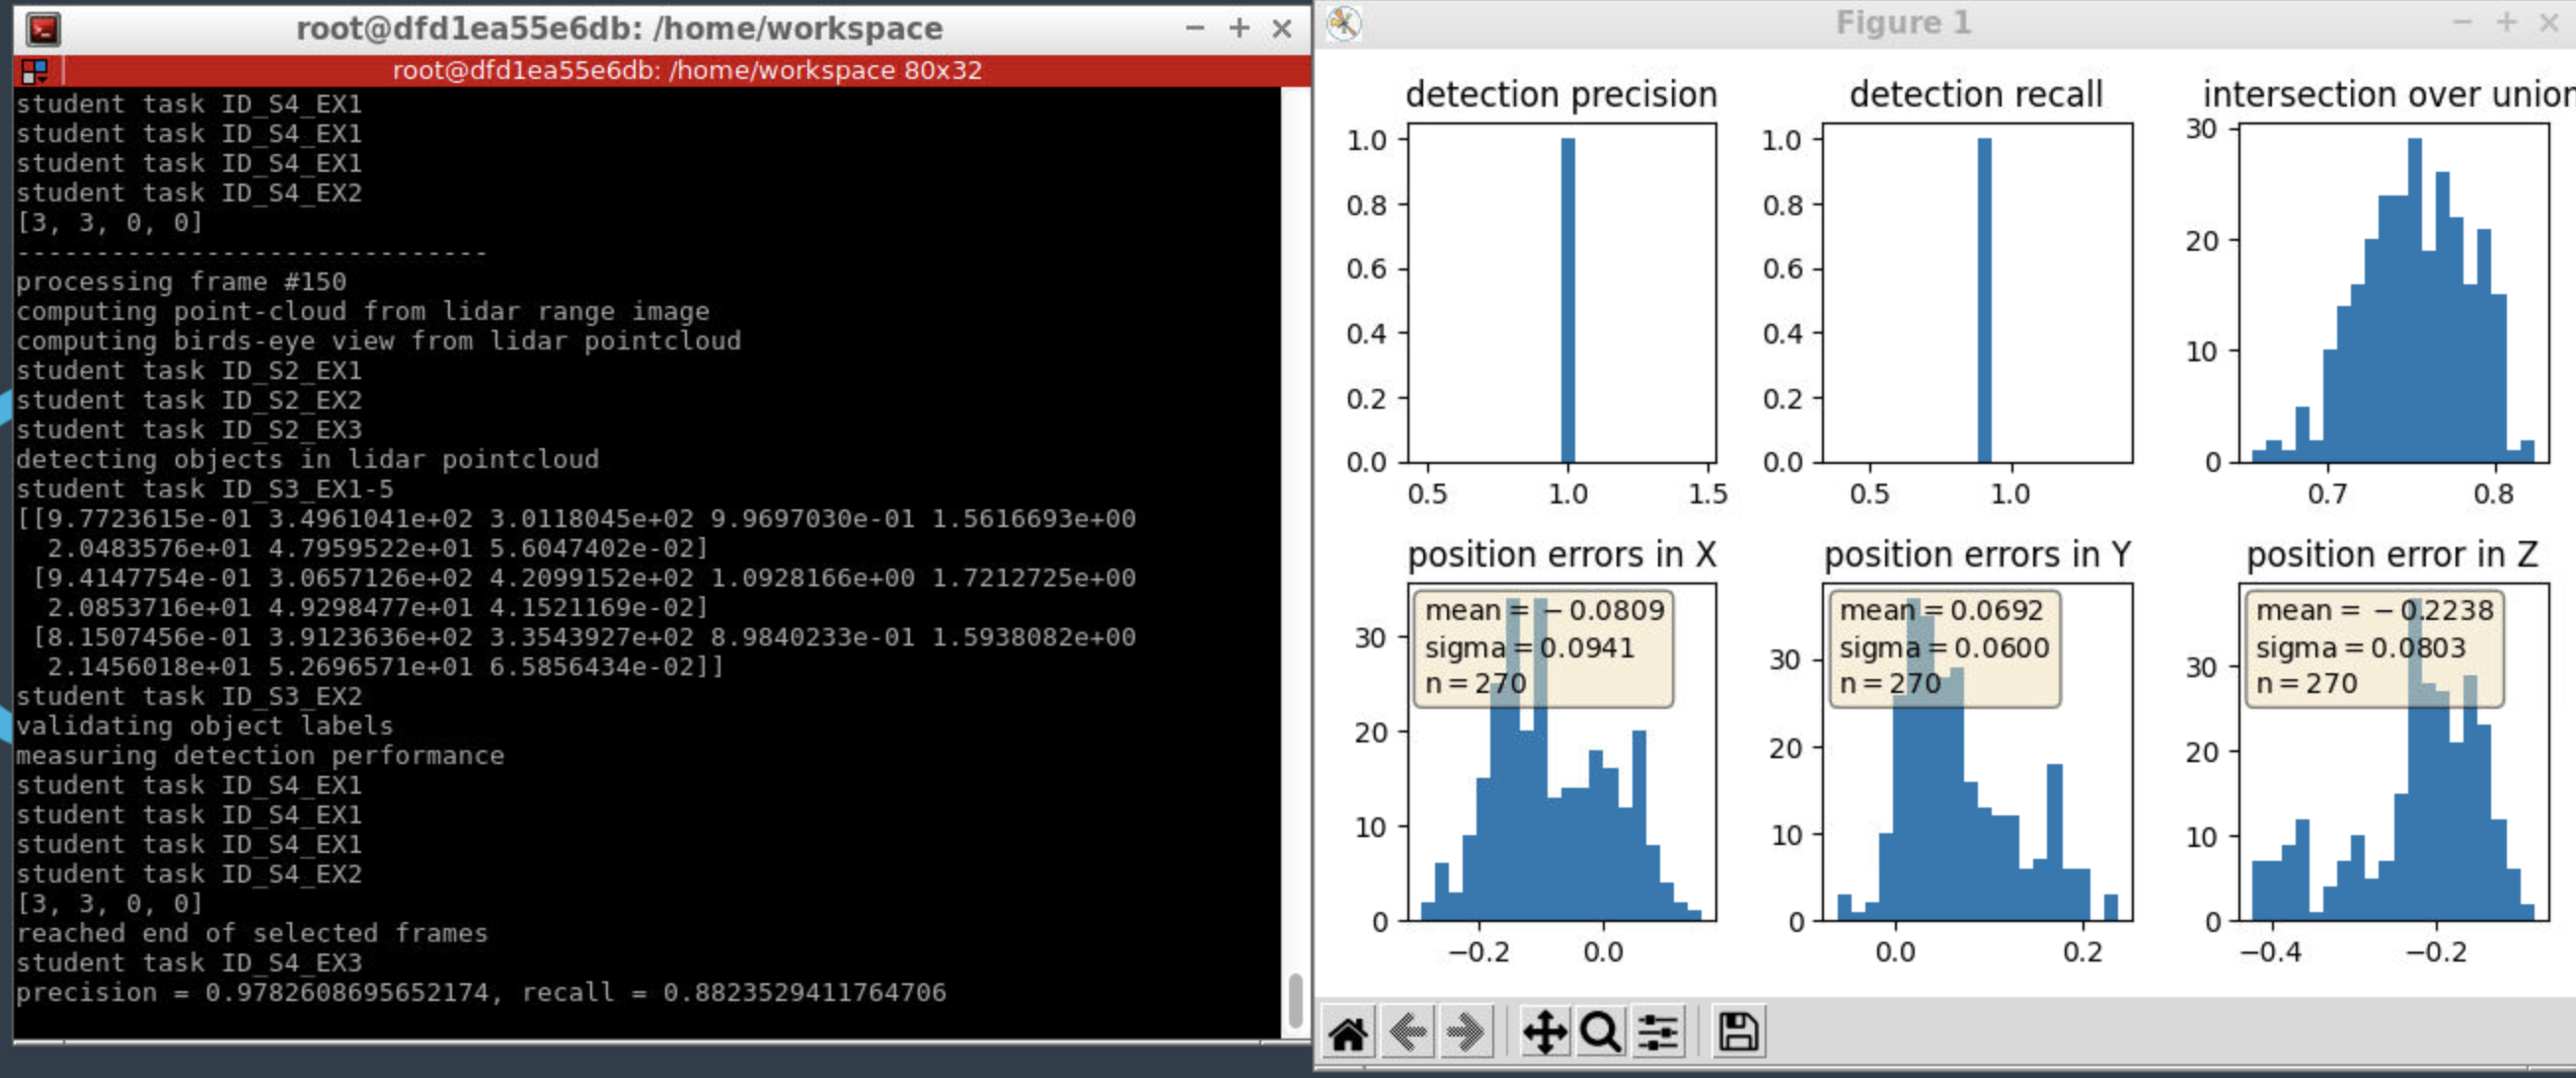 root@dfd1ea55e6db: /home/workspace
root@dfd1ea55e6db: /home/workspace 80x32
student task ID_S4_EX1
student task ID_S4_EX1
student task ID_S4_EX1
student task ID_S4_EX2
[3, 3, 0, 0]
------------------------------
processing frame #150
computing point-cloud from lidar range image
computing birds-eye view from lidar pointcloud
student task ID_S2_EX1
student task ID_S2_EX2
student task ID_S2_EX3
detecting objects in lidar pointcloud
student task ID_S3_EX1-5
[[9.7723615e-01 3.4961041e+02 3.0118045e+02 9.9697030e-01 1.5616693e+00
2.0483576e+01 4.7959522e+01 5.6047402e-02]
[9.4147754e-01 3.0657126e+02 4.2099152e+02 1.0928166e+00 1.7212725e+00
2.0853716e+01 4.9298477e+01 4.1521169e-02]
[8.1507456e-01 3.9123636e+02 3.3543927e+02 8.9840233e-01 1.5938082e+00
2.1456018e+01 5.2696571e+01 6.5856434e-02]]
student task ID_S3_EX2
validating object labels
measuring detection performance
student task ID_S4_EX1
student task ID_S4_EX1
student task ID_S4_EX1
student task ID_S4_EX2
[3, 3, 0, 0]
reached end of selected frames
student task ID_S4_EX3
precision = 0.9782608695652174, recall = 0.8823529411764706
Figure 1
detection precision
1.0
0.8
0.6
0.4
0.2
0.0
0.5 1.0 1.5
detection recall
1.0
0.8
0.6
0.4
0.2
0.0
0.5 1.0
intersection over union
30
20
10
0
0.7 0.8
position errors in X
mean = −0.0809
sigma = 0.0941
n = 270
30
20
10
0
−0.2 0.0
position errors in Y
mean = 0.0692
sigma = 0.0600
n = 270
30
20
10
0
0.0 0.2
position error in Z
mean = −0.2238
sigma = 0.0803
n = 270
30
20
10
0
−0.4 −0.2